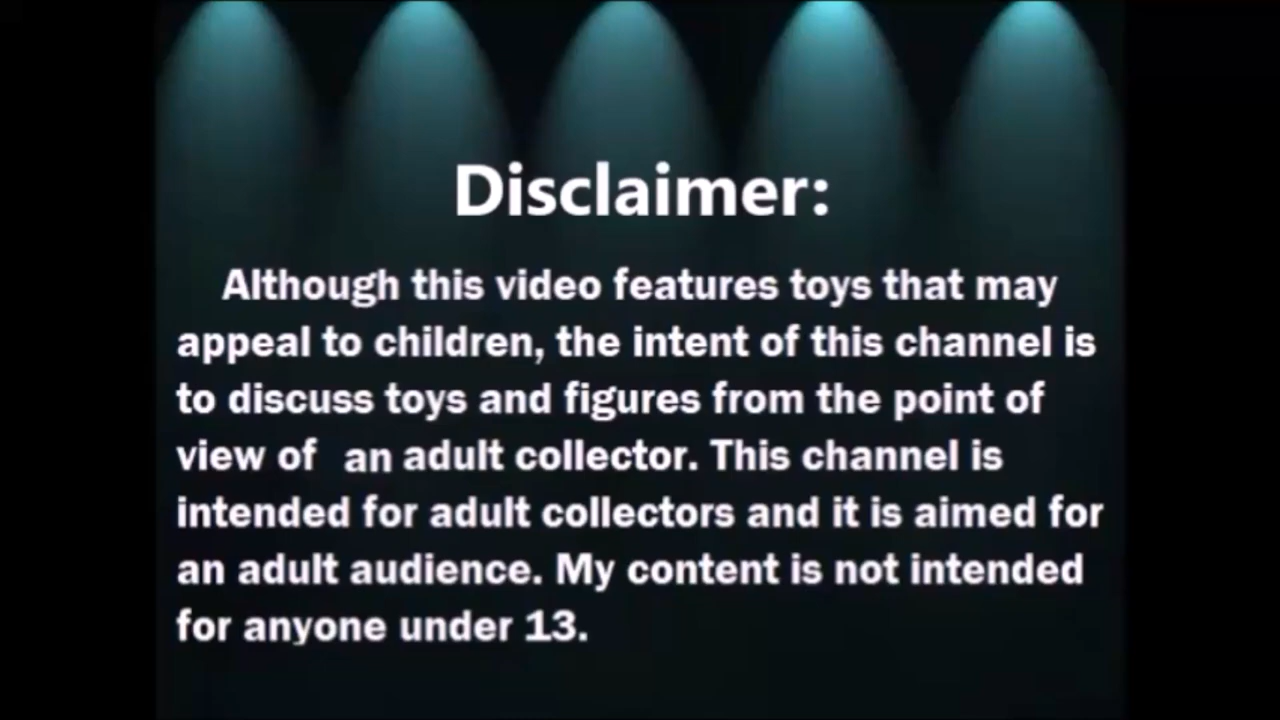 Disclaimer:
Although this video features toys that may
appeal to children, the intent of this channel is
to discuss toys and figures from the point of
view of an adult collector. This channel is
intended for adult collectors and it is aimed for
an adult audience. My content is not intended
for anyone under 13.